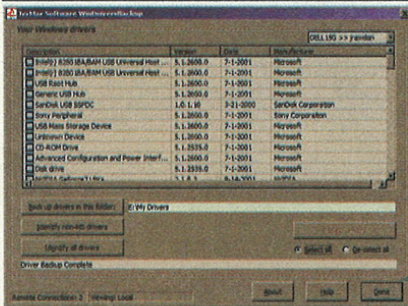 Your Windows drivers
DELL15G >> jrawdon
Description Version Date Manufacturer
Intel(r) 82801BA/BAM USB Universal Host ... 5.1.2600.0 7-1-2001 Microsoft
Intel(r) 82801BA/BAM USB Universal Host ... 5.1.2600.0 7-1-2001 Microsoft
USB Root Hub 5.1.2600.0 7-1-2001 Microsoft
Generic USB Hub 5.1.2600.0 7-1-2001 Microsoft
SanDisk USB 1.0.1.10 3-21-2000 SanDisk Corporation
Sony Peripheral 5.1.2600.0 7-1-2001 Sony Corporation
USB Mass Storage Device 5.1.2600.0 7-1-2001 Microsoft
Unknown Device 5.1.2600.0 7-1-2001 Microsoft
CD-ROM Drive 5.1.2535.0 7-1-2001 Microsoft
Advanced Configuration and Power Interf... 5.1.2600.0 7-1-2001 Microsoft
Disk drive 5.1.2535.0 7-1-2001 Microsoft
Back up drivers in this folder: E:\My Drivers
Identify non-MS drivers
Identify all drivers
Select all De-select all
Driver Backup Complete
Remote Connections: 2 Viewing: Local
About Help Done